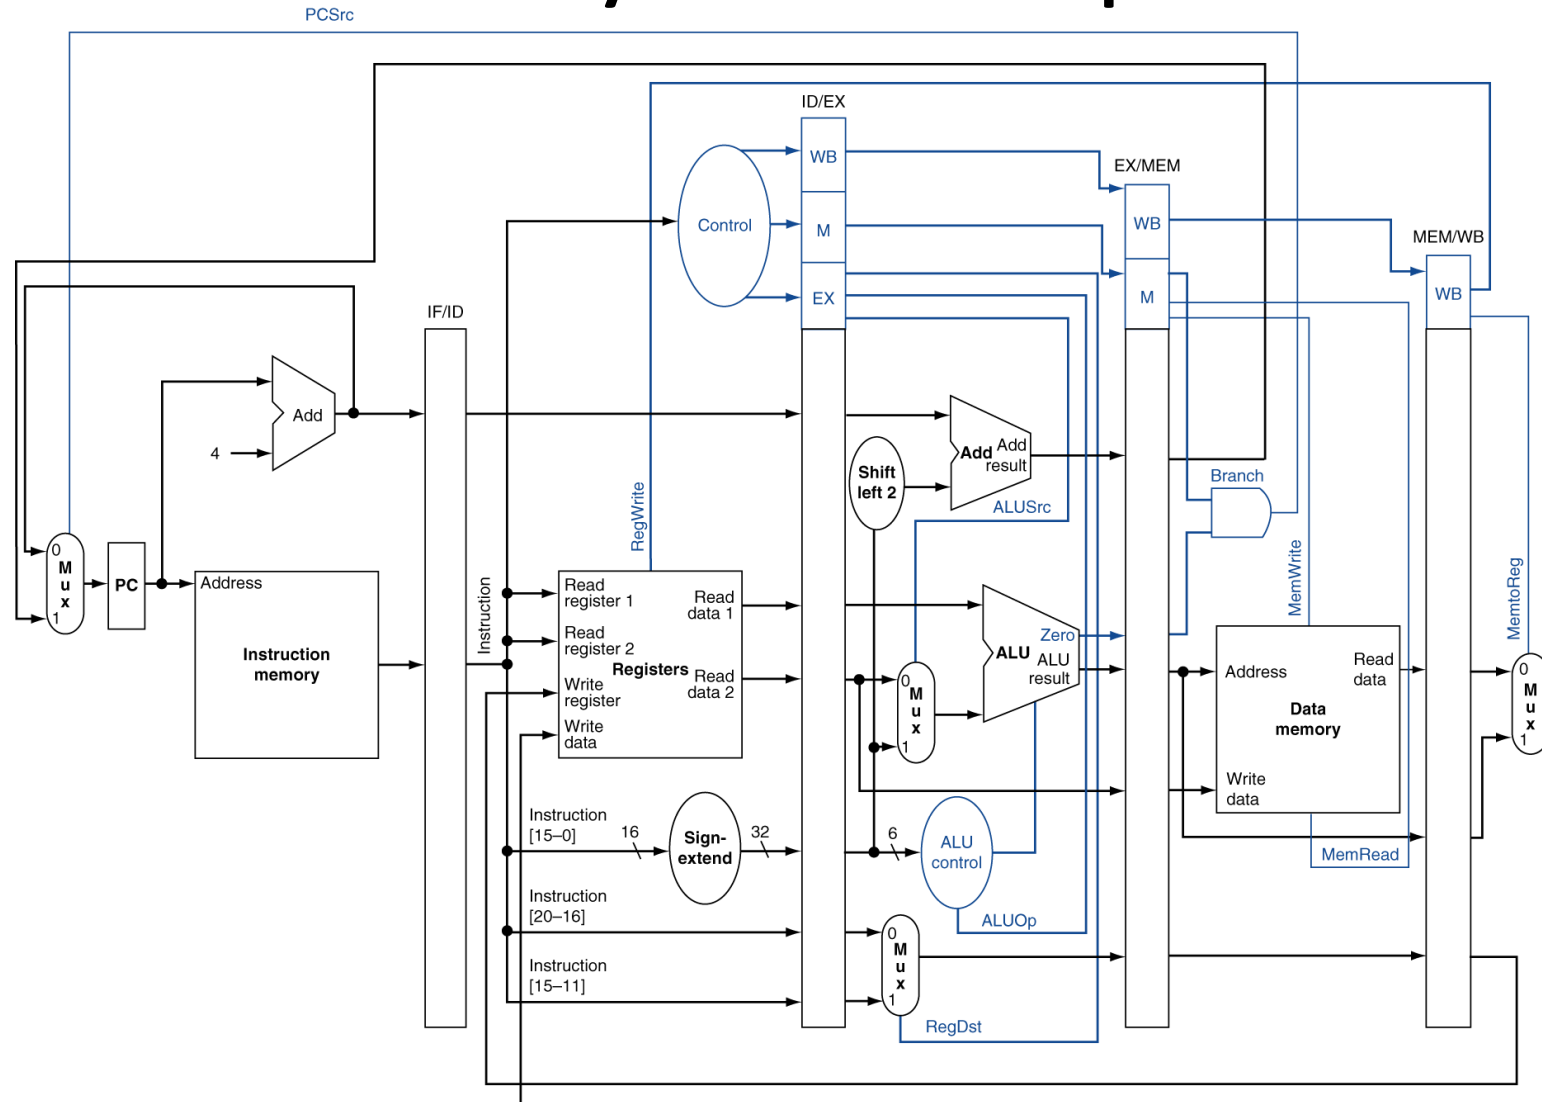 PCSrc
ID/EX
WB
EX/MEM
Control
M
WB
MEM/WB
EX
M
WB
IF/ID
Add
4
Add Add
result
Shift
left 2
Branch
ALUSrc
RegWrite
MemWrite
MemtoReg
0
M
u
x
1
PC
Address
Instruction
memory
Instruction
Read
register 1
Read
data 1
Read
register 2
Registers
Read
data 2
Write
register
Write
data
Zero
ALU
ALU
result
0
M
u
x
1
Address
Read
data
Data
memory
Write
data
0
M
u
x
1
Instruction
[15–0]
16
Sign-
extend
32
6
ALU
control
MemRead
Instruction
[20–16]
ALUOp
0
M
u
x
1
Instruction
[15–11]
RegDst